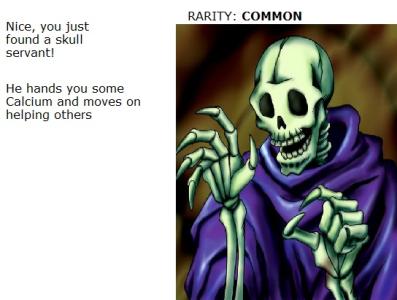 RARITY: COMMON
Nice, you just
found a skull
servant!
He hands you some
Calcium and moves on
helping others